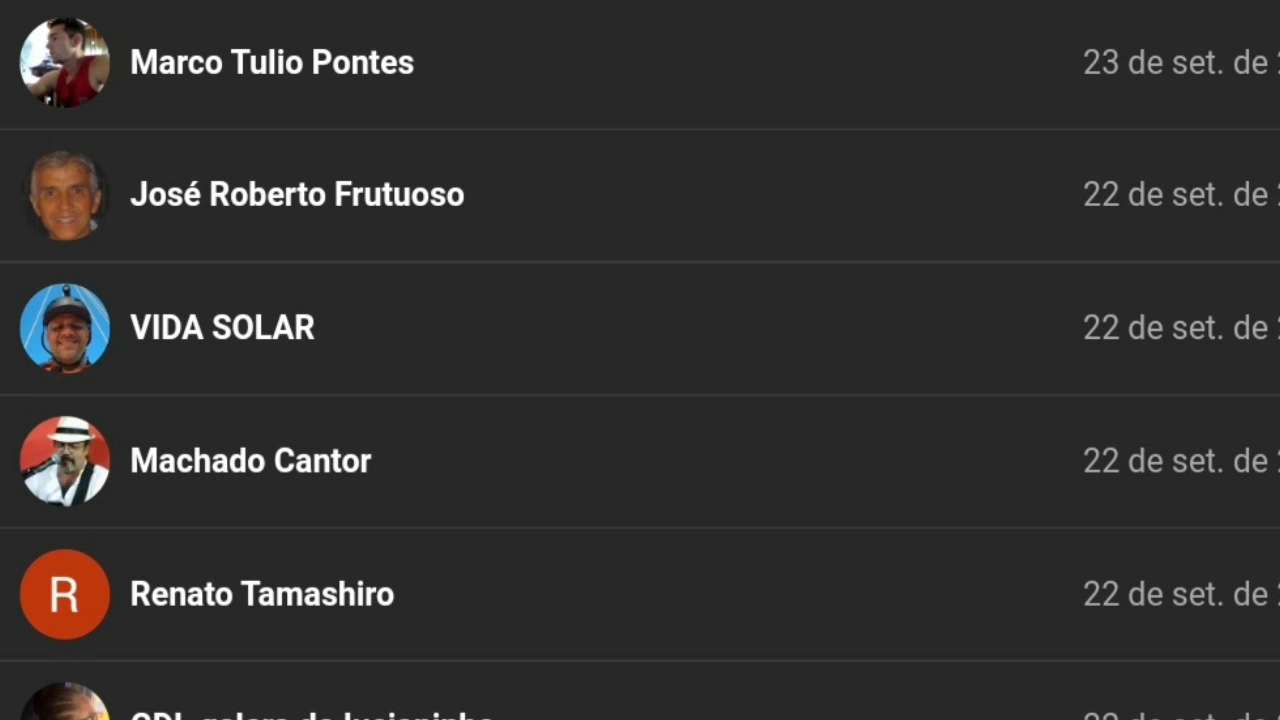 Marco Tulio Pontes 23 de set. de
José Roberto Frutuoso 22 de set. de
VIDA SOLAR 22 de set. de
Machado Cantor 22 de set. de
R Renato Tamashiro 22 de set. de